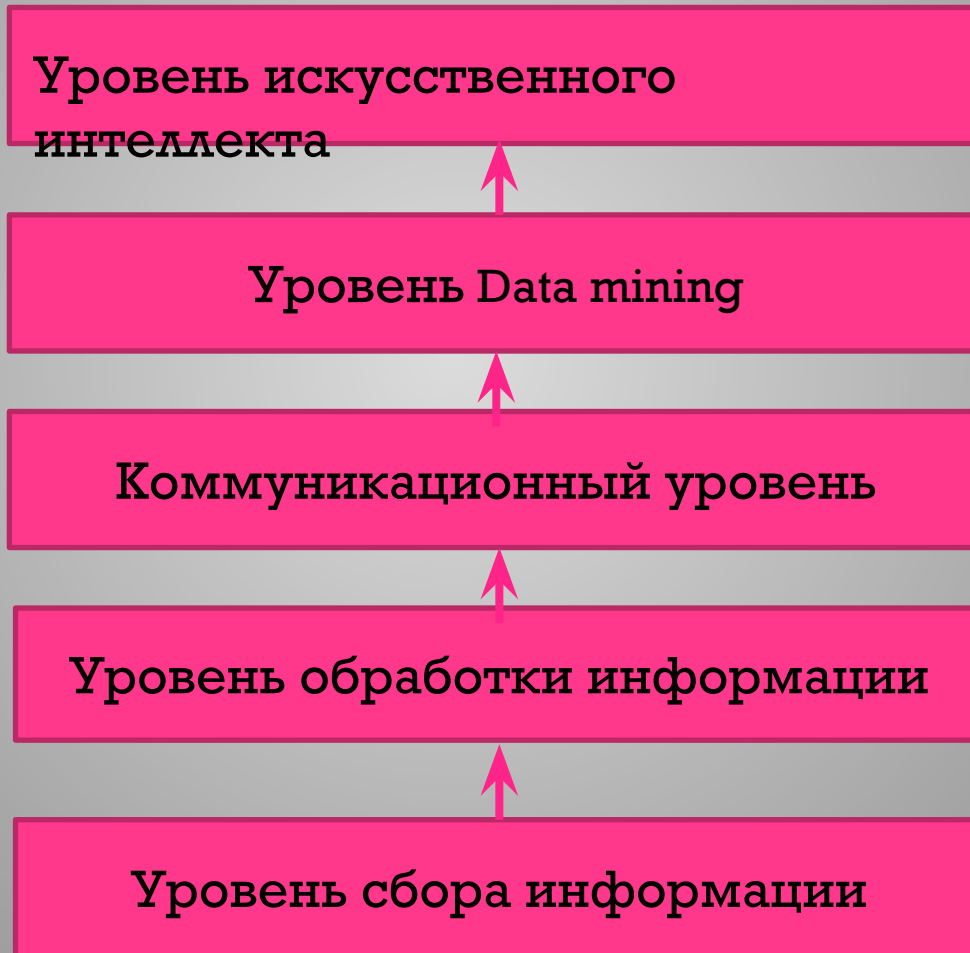 Уровень искусственного
интеллекта
Уровень Data mining
Коммуникационный уровень
Уровень обработки информации
Уровень сбора информации